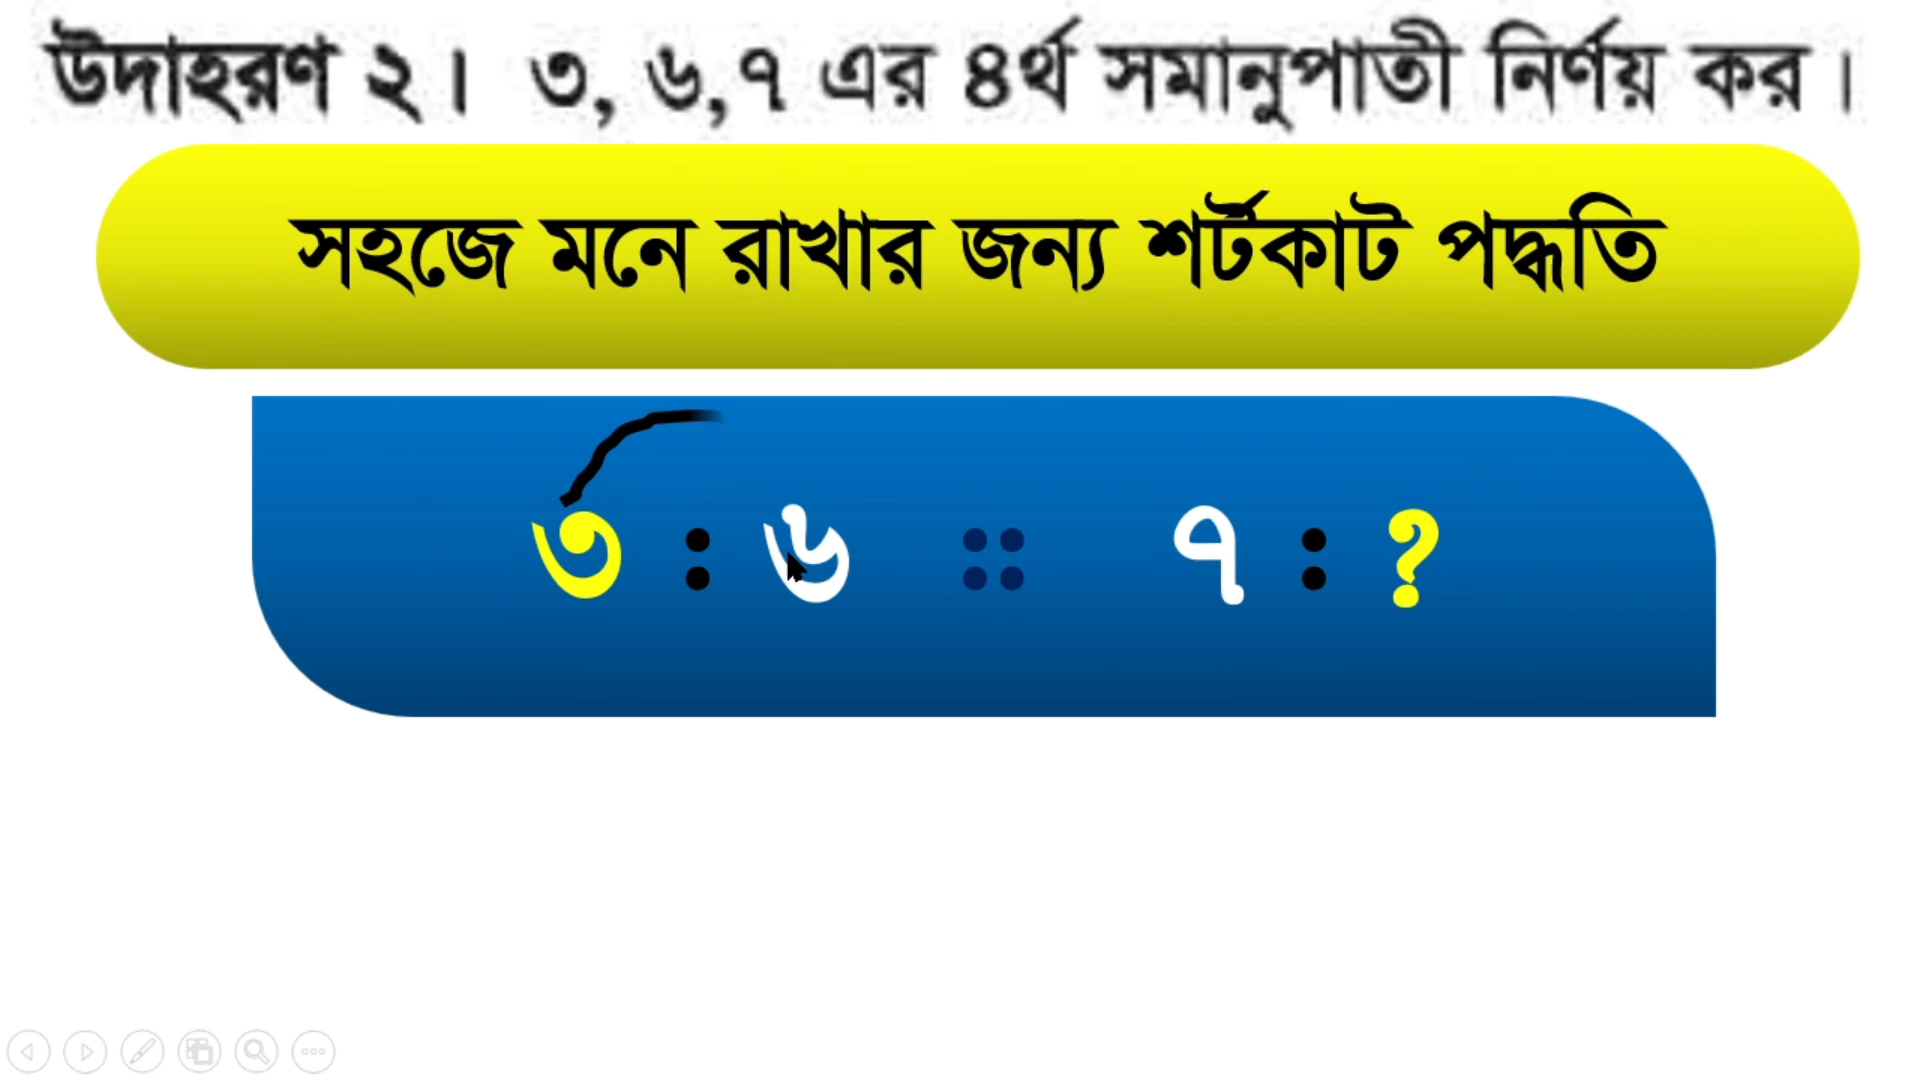 উদাহরণ ২। ৩, ৬,৭ এর ৪র্থ সমানুপাতী নির্ণয় কর।
সহজে মনে রাখার জন্য শর্টকাট পদ্ধতি
৩ : ৬ :: ৭ : ?